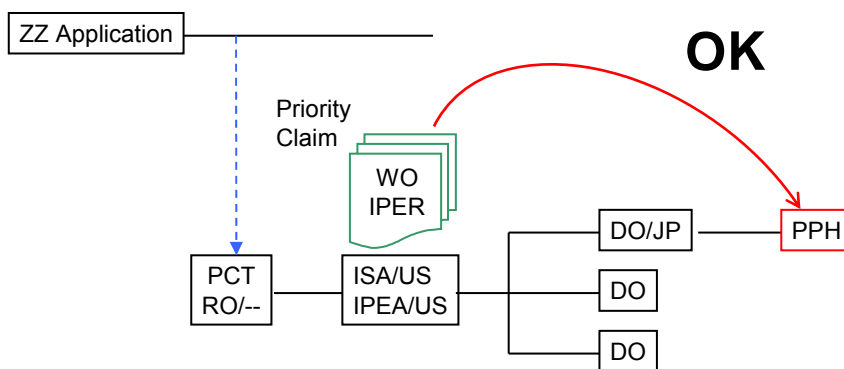 ZZ Application
OK
Priority
Claim
WO
IPER
DO/JP
PPH
PCT
RO/--
ISA/US
IPEA/US
DO
DO